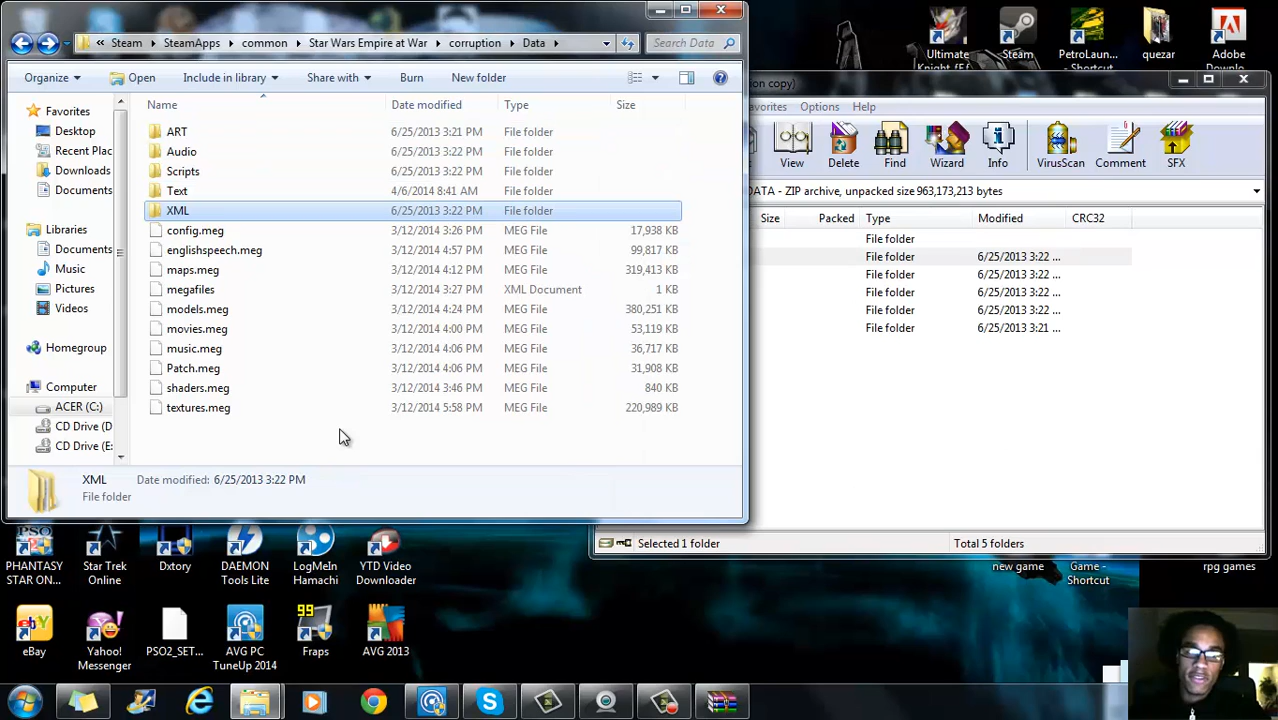 « Steam ▸ SteamApps ▸ common ▸ Star Wars Empire at War ▸ corruption ▸ Data ▸
Search Data
Organize
Open
Include in library
Share with
Burn
New folder
Name
Date modified
Type
Size
Favorites
Desktop
Recent Plac
Downloads
Documents
Libraries
Documents
Music
Pictures
Videos
Homegroup
Computer
ACER (C:)
CD Drive (D
CD Drive (E:
ART 6/25/2013 3:21 PM File folder
Audio 6/25/2013 3:22 PM File folder
Scripts 6/25/2013 3:22 PM File folder
Text 4/6/2014 8:41 AM File folder
XML 6/25/2013 3:22 PM File folder
config.meg 3/12/2014 3:26 PM MEG File 17,938 KB
englishspeech.meg 3/12/2014 4:57 PM MEG File 99,817 KB
maps.meg 3/12/2014 4:12 PM MEG File 319,413 KB
megafiles 3/12/2014 3:27 PM XML Document 1 KB
models.meg 3/12/2014 4:24 PM MEG File 380,251 KB
movies.meg 3/12/2014 4:00 PM MEG File 53,119 KB
music.meg 3/12/2014 4:06 PM MEG File 36,717 KB
Patch.meg 3/12/2014 4:06 PM MEG File 31,908 KB
shaders.meg 3/12/2014 3:46 PM MEG File 840 KB
textures.meg 3/12/2014 5:58 PM MEG File 220,989 KB
XML Date modified: 6/25/2013 3:22 PM
File folder
Ultimate
Steam
PetroLaun...
Shortcut
quezar
Adobe
on copy)
avorites Options Help
View
Delete
Find
Wizard
Info
VirusScan
Comment
SFX
DATA - ZIP archive, unpacked size 963,173,213 bytes
Size Packed Type Modified CRC32
File folder
File folder 6/25/2013 3:22 ...
File folder 6/25/2013 3:22 ...
File folder 6/25/2013 3:22 ...
File folder 6/25/2013 3:22 ...
File folder 6/25/2013 3:21 ...
Selected 1 folder
Total 5 folders
new game
Game -
Shortcut
rpg games
PHANTASY
STAR ON...
Star Trek
Online
Dxtory
DAEMON
Tools Lite
LogMeIn
Hamachi
YTD Video
Downloader
eBay
Yahoo!
Messenger
PSO2_SET...
AVG PC
TuneUp 2014
99
Fraps
AVG 2013